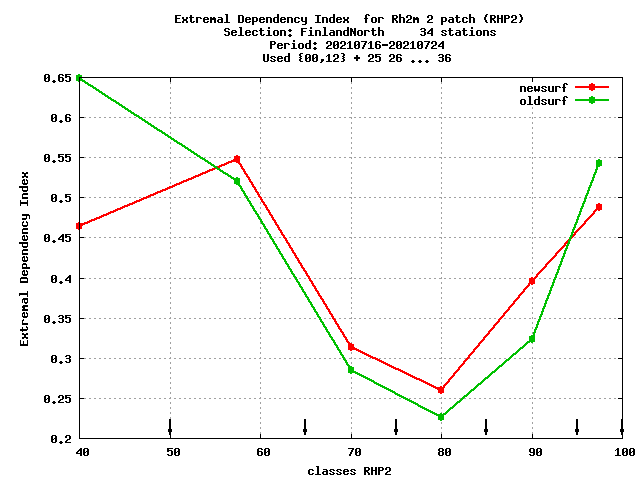 Extremal Dependency Index  for Rh2m 2 patch (RHP2)
Selection: FinlandNorth     34 stations
Period: 20210716-20210724
Used {00,12} + 25 26 ... 36
newsurf
oldsurf
0.65
0.6
0.55
0.5
0.45
0.4
0.35
0.3
0.25
0.2
Extremal Dependency Index
40 50 60 70 80 90 100
classes RHP2